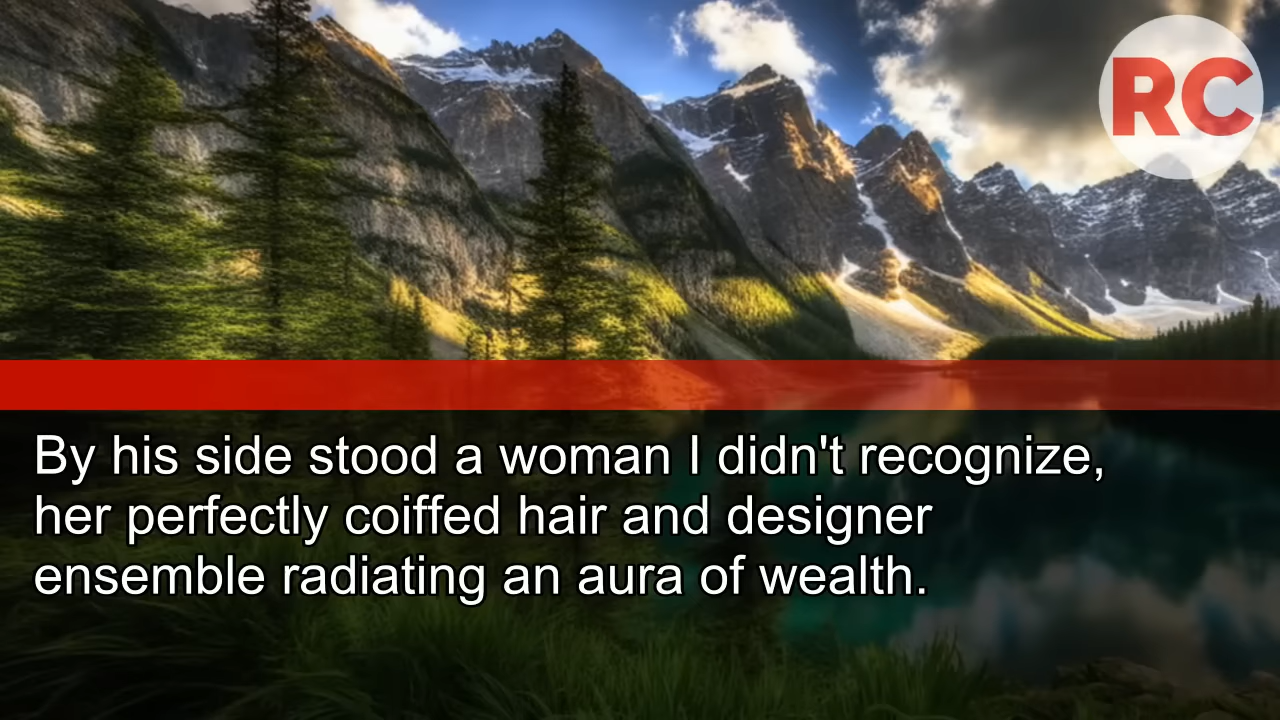 RC
By his side stood a woman I didn't recognize,
her perfectly coiffed hair and designer
ensemble radiating an aura of wealth.